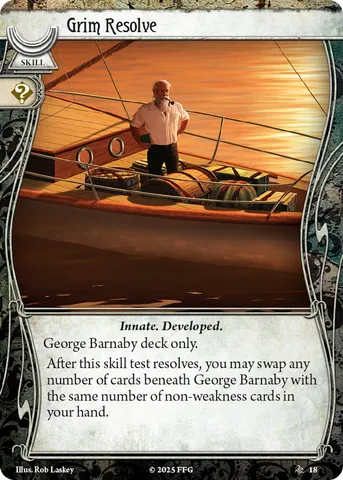 Grim Resolve
SKILL
?
Innate. Developed.
George Barnaby deck only.
After this skill test resolves, you may swap any
number of cards beneath George Barnaby with
the same number of non-weakness cards in
your hand.
Illus. Rob Laskey
© 2025 FFG
18